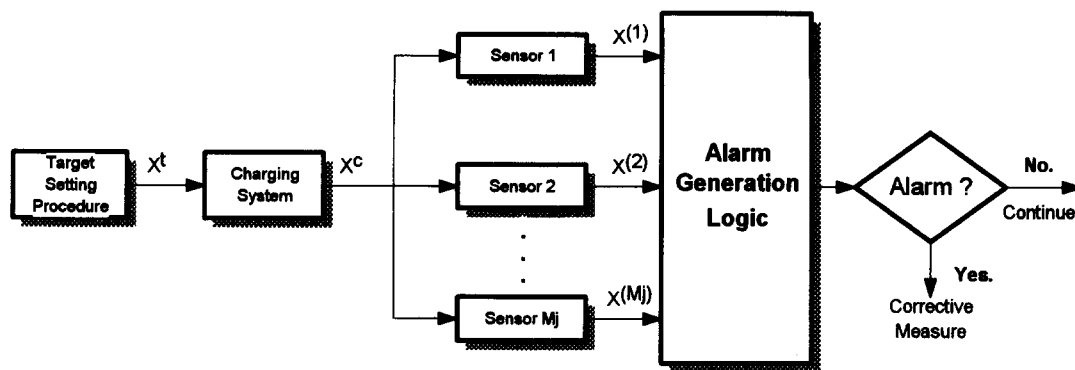 Target
Setting
Procedure
X^t
Charging
System
X^c
Sensor 1
X^(1)
Sensor 2
X^(2)
Sensor Mj
X^(Mj)
Alarm
Generation
Logic
Alarm ?
No.
Continue
Yes.
Corrective
Measure